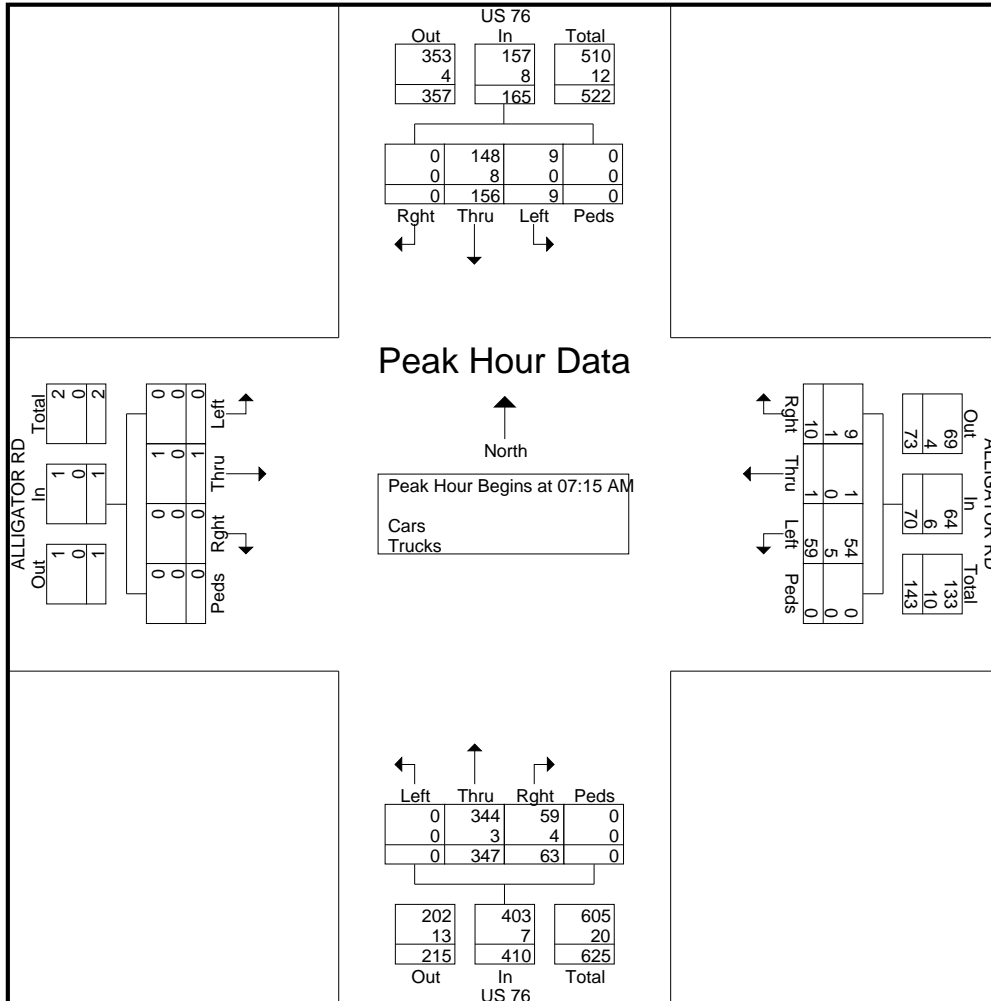 US 76
Out In Total
353 157 510
4 8 12
357 165 522
0 148 9 0
0 8 0 0
0 156 9 0
Rght Thru Left Peds
Peak Hour Data
North
Peak Hour Begins at 07:15 AM
Cars
Trucks
ALLIGATOR RD
Total In Out
2 1 1
0 0 0
2 1 1
Left Thru Rght Peds
0 1 0 0
0 0 0 0
0 1 0 0
ALLIGATOR RD
Out In Total
69 64 133
4 6 10
73 70 143
9 1 54 0
1 0 5 0
10 1 59 0
Rght Thru Left Peds
Left Thru Rght Peds
0 344 59 0
0 3 4 0
0 347 63 0
202 403 605
13 7 20
215 410 625
Out In Total
US 76